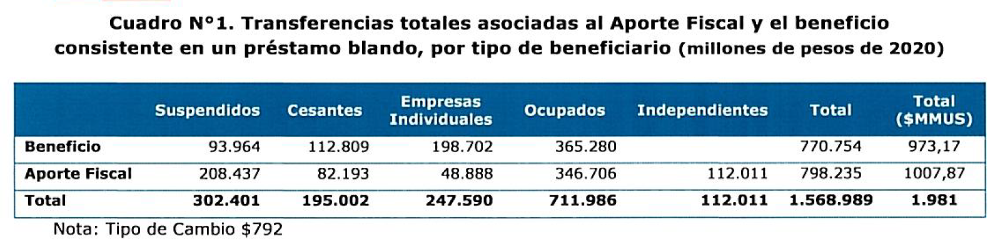 Cuadro Nº1. Transferencias totales asociadas al Aporte Fiscal y el beneficio
consistente en un préstamo blando, por tipo de beneficiario (millones de pesos de 2020)
Suspendidos Cesantes Empresas Individuales Ocupados Independientes Total Total ($MMUS)
Beneficio 93.964 112.809 198.702 365.280 770.754 973,17
Aporte Fiscal 208.437 82.193 48.888 346.706 112.011 798.235 1007,87
Total 302.401 195.002 247.590 711.986 112.011 1.568.989 1.981
Nota: Tipo de Cambio $792